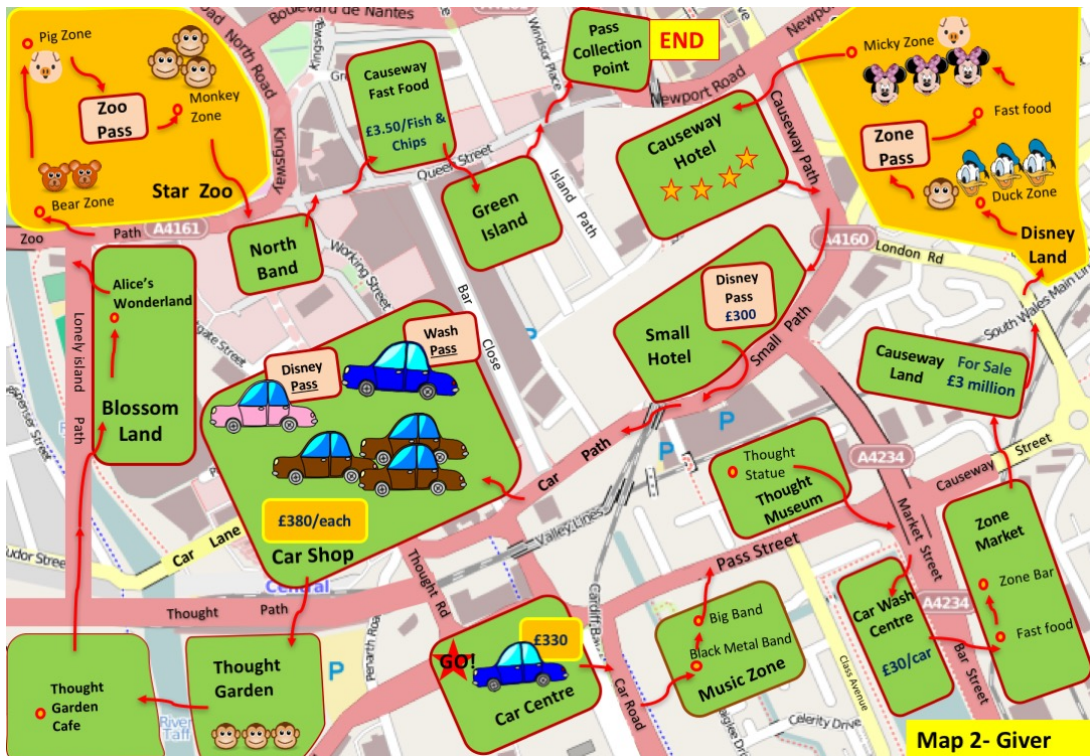 Boulevard de Nantes
Pig Zone
Zoo
Pass
Monkey
Zone
Star Zoo
Bear Zone
North Road
Kingsway
Zoo
Path
A4161
Causeway
Fast Food
£3.50/Fish &
Chips
Windsor Place
Pass
Collection
Point
END
Newport Road
Queen Street
Green
Island
Island Path
North
Band
Working Street
Causeway
Hotel
Causeway Path
Micky Zone
Fast food
Zone
Pass
Duck Zone
Disney
Land
A4160
London Rd
South Wales Main Line
Alice's
Wonderland
Blossom
Land
Lonely island
Path
Wash
Pass
Disney
Pass
£380/each
Car Shop
Bar
Close
Disney
Pass
£300
Small
Hotel
Small Path
Causeway
Land
For Sale
£3 million
P
P
P
Car Path
Valley Lines
Thought
Statue
Thought
Museum
A4234
Causeway Street
Market Street
Zone
Market
Zone Bar
Fast food
A4234
Bar Street
Car Wash
Centre
£30/car
Pass Street
Big Band
Black Metal Band
Music Zone
Car Lane
Central
Thought Path
Thought Rd
Penarth Road
P
GO!
£330
Car Centre
Car Road
Thought
Garden
Thought
Garden
Cafe
River
Taff
Class Avenue
Celerity Drive
Map 2- Giver